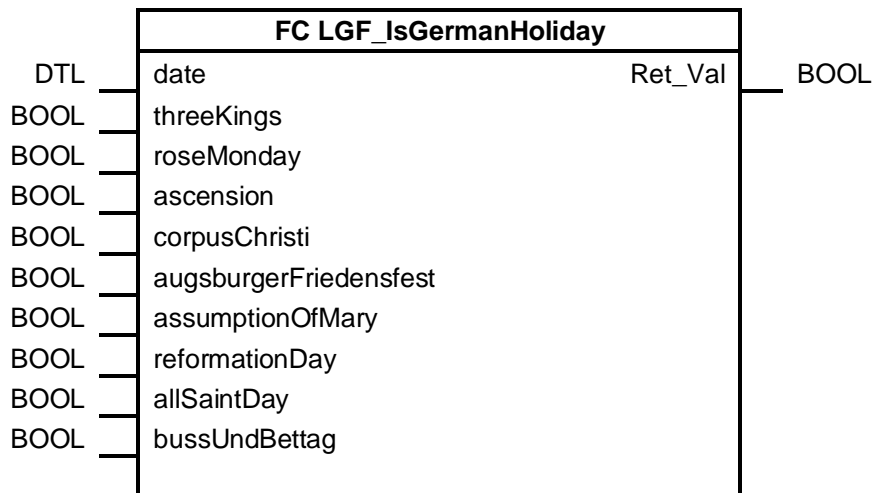 FC LGF_IsGermanHoliday
DTL date Ret_Val BOOL
BOOL threeKings
BOOL roseMonday
BOOL ascension
BOOL corpusChristi
BOOL augsburgerFriedensfest
BOOL assumptionOfMary
BOOL reformationDay
BOOL allSaintDay
BOOL bussUndBettag